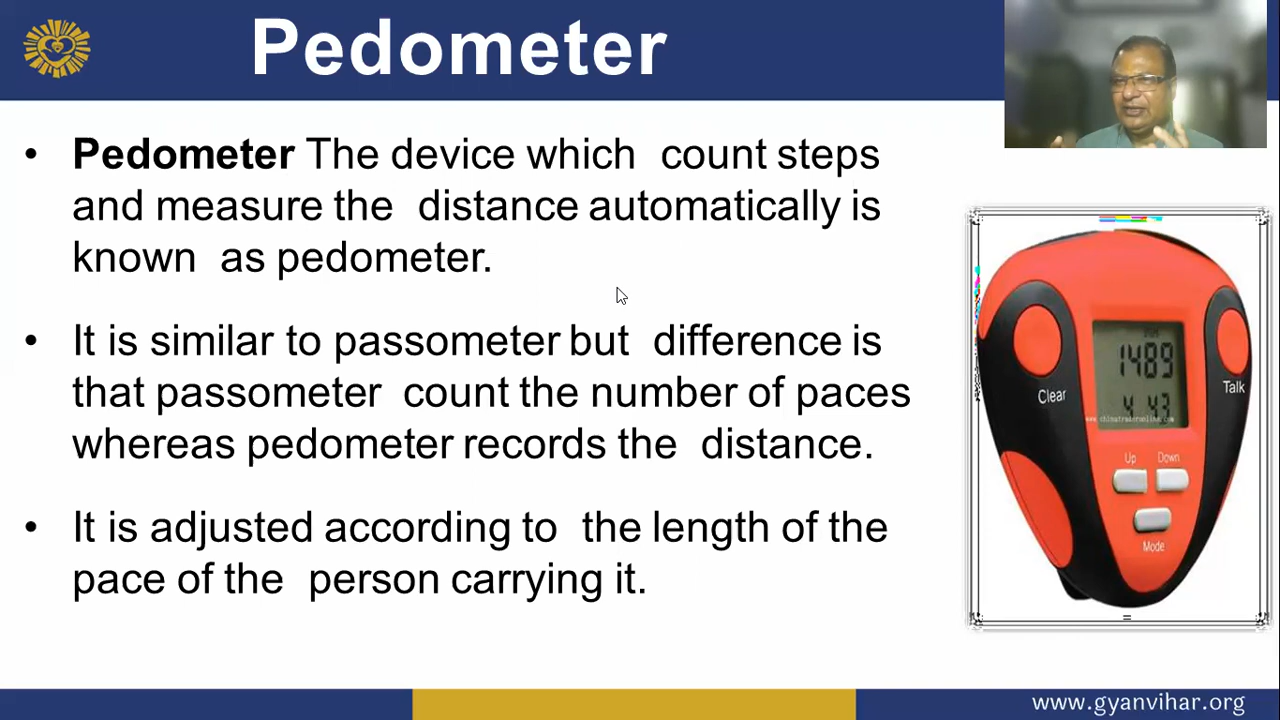 Pedometer
• Pedometer The device which count steps
and measure the distance automatically is
known as pedometer.
• It is similar to passometer but difference is
that passometer count the number of paces
whereas pedometer records the distance.
• It is adjusted according to the length of the
pace of the person carrying it.
1489
4 43
Clear
Talk
Up Down
Mode
www.gyanvihar.org